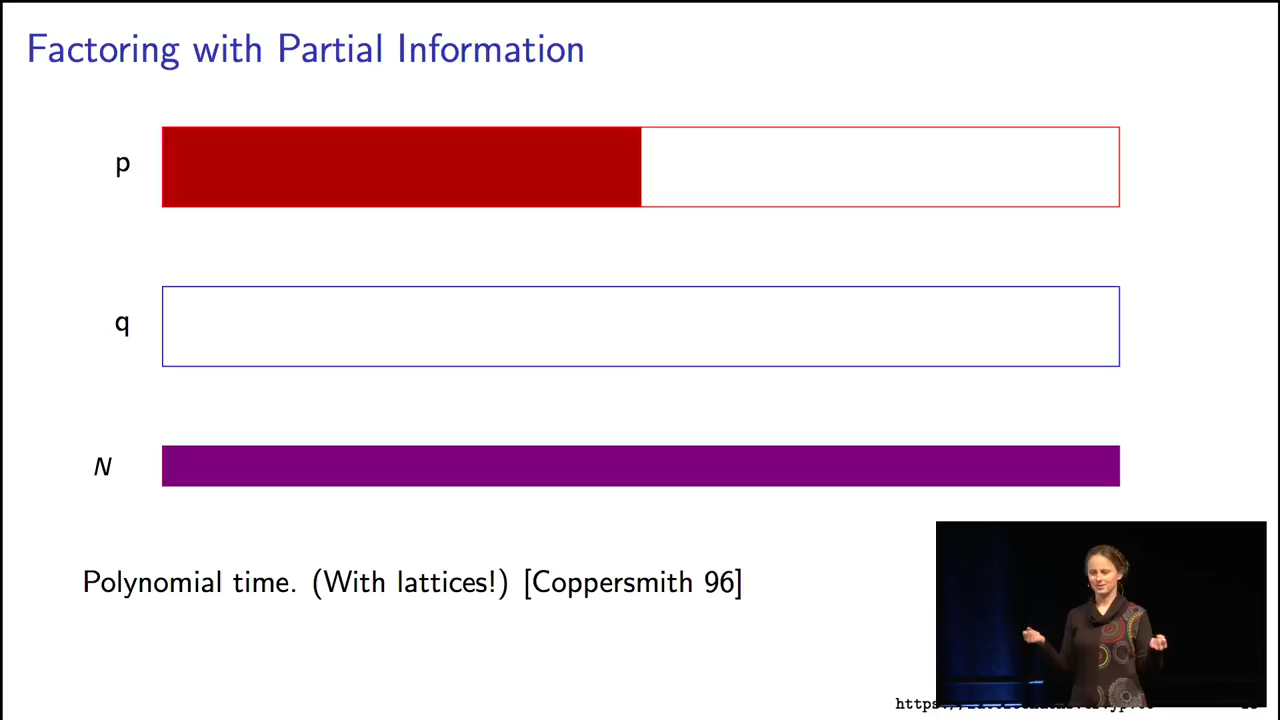 Factoring with Partial Information
p
q
N
Polynomial time. (With lattices!) [Coppersmith 96]